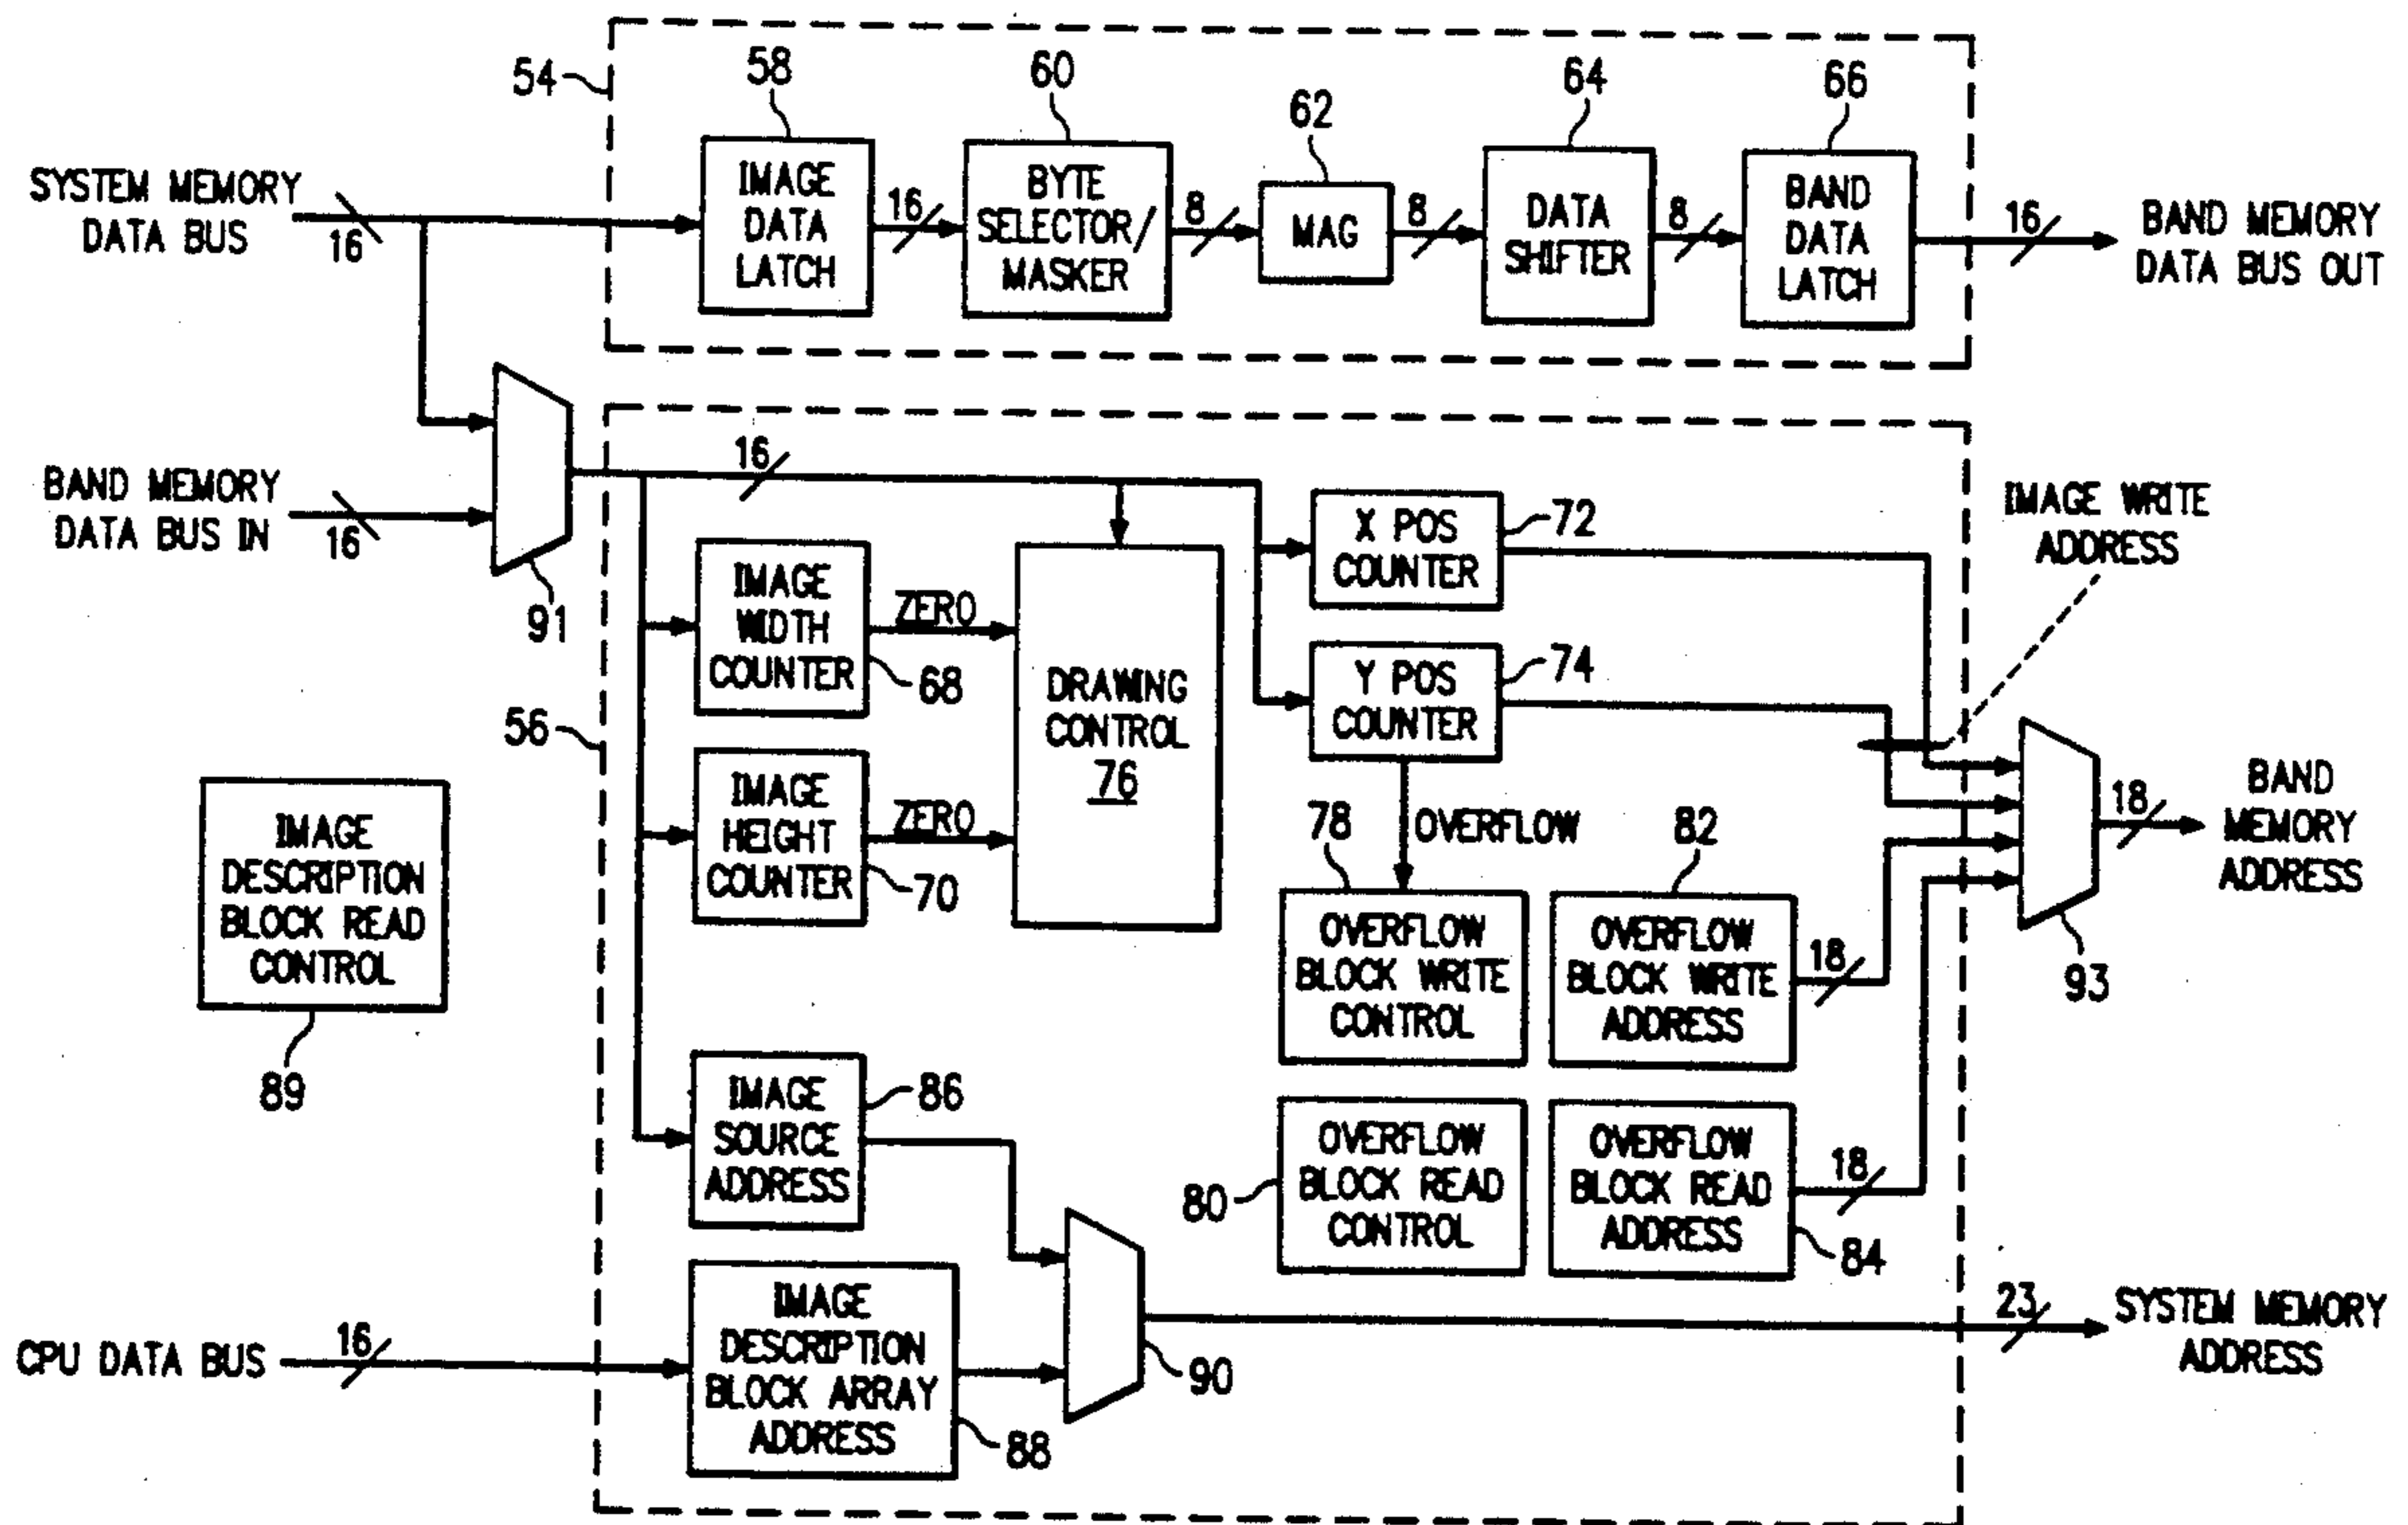 54
58
60
62
64
66
SYSTEM MEMORY
DATA BUS
16
IMAGE
DATA
LATCH
16
BYTE
SELECTOR/
MASKER
8
MAG
8
DATA
SHIFTER
8
BAND
DATA
LATCH
16
BAND MEMORY
DATA BUS OUT
BAND MEMORY
DATA BUS IN
16
91
16
56
IMAGE
WIDTH
COUNTER
68
ZERO
IMAGE
HEIGHT
COUNTER
70
ZERO
DRAWING
CONTROL
76
X POS
COUNTER
72
Y POS
COUNTER
74
IMAGE WRITE
ADDRESS
OVERFLOW
78
OVERFLOW
BLOCK WRITE
CONTROL
82
OVERFLOW
BLOCK WRITE
ADDRESS
18
93
18
BAND
MEMORY
ADDRESS
IMAGE
DESCRIPTION
BLOCK READ
CONTROL
89
IMAGE
SOURCE
ADDRESS
86
80
OVERFLOW
BLOCK READ
CONTROL
OVERFLOW
BLOCK READ
ADDRESS
84
18
CPU DATA BUS
16
IMAGE
DESCRIPTION
BLOCK ARRAY
ADDRESS
88
90
23
SYSTEM MEMORY
ADDRESS